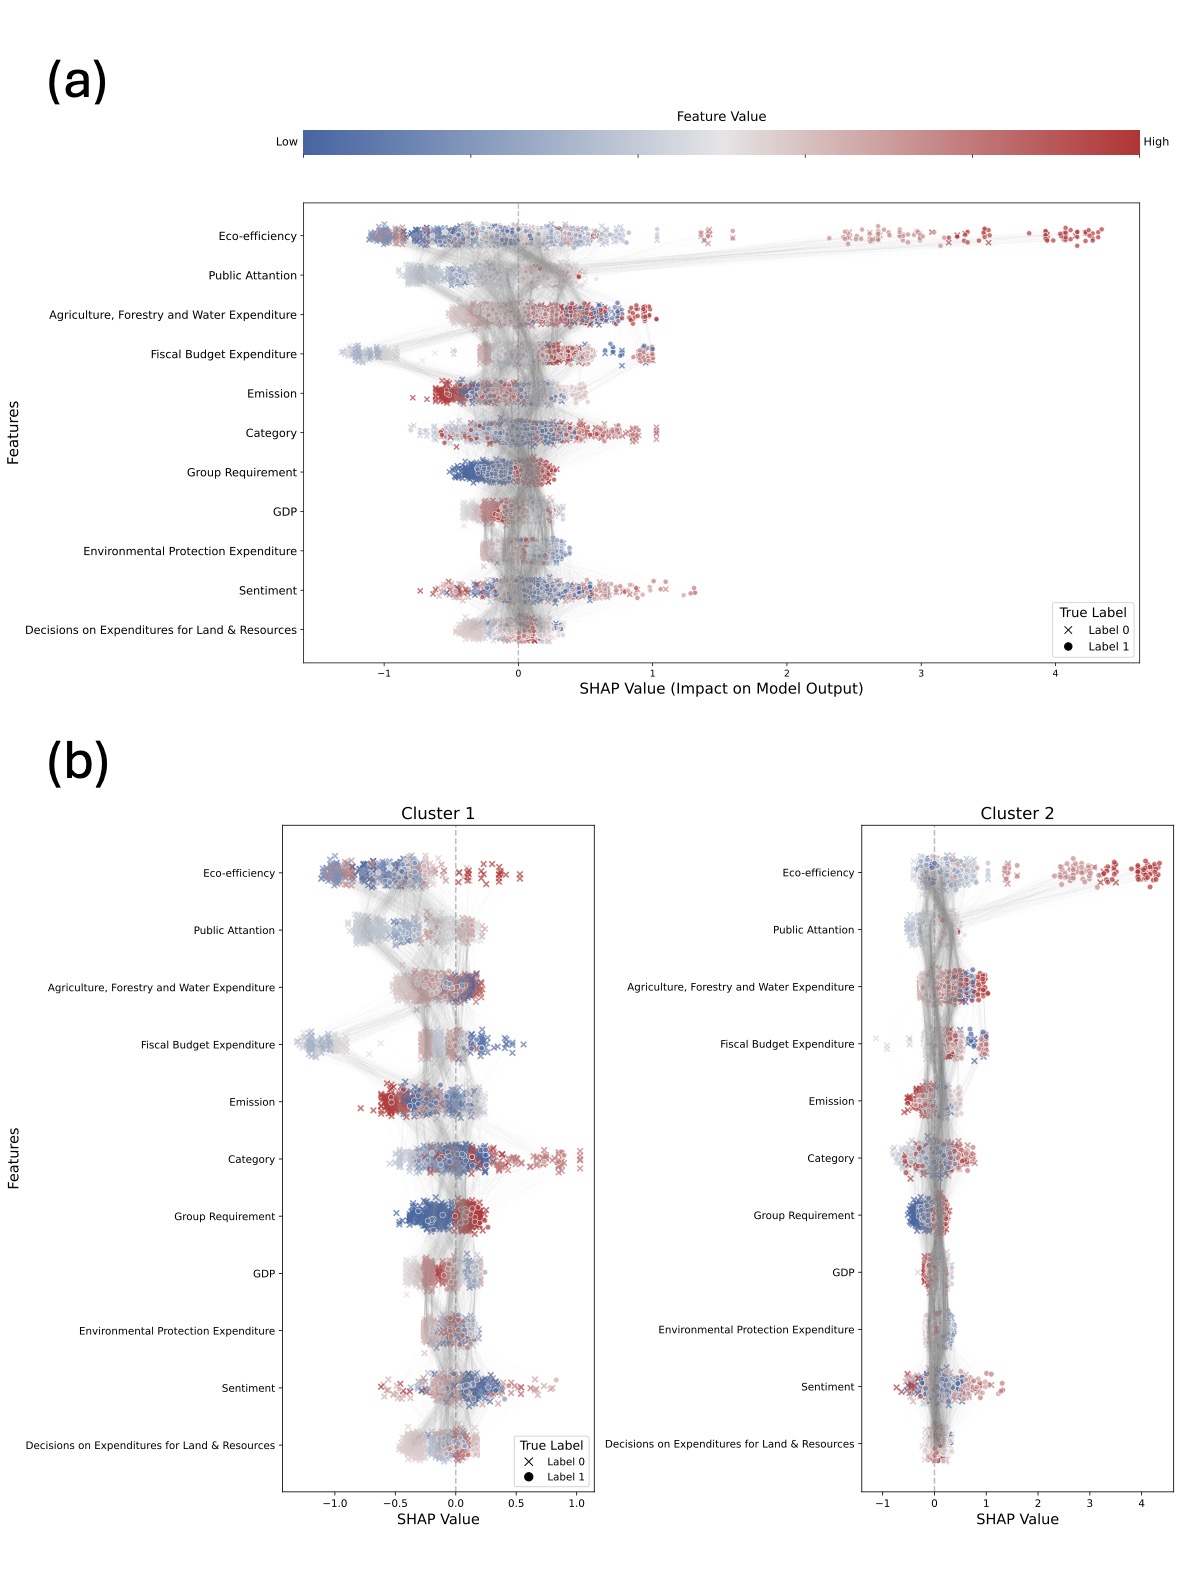 (a)
Feature Value
Low
High
Features
Eco-efficiency
Public Attantion
Agriculture, Forestry and Water Expenditure
Fiscal Budget Expenditure
Emission
Category
Group Requirement
GDP
Environmental Protection Expenditure
Sentiment
Decisions on Expenditures for Land & Resources
True Label
Label 0
Label 1
−1 0 1 2 3 4
SHAP Value (Impact on Model Output)
(b)
Cluster 1
Features
Eco-efficiency
Public Attantion
Agriculture, Forestry and Water Expenditure
Fiscal Budget Expenditure
Emission
Category
Group Requirement
GDP
Environmental Protection Expenditure
Sentiment
Decisions on Expenditures for Land & Resources
True Label
Label 0
Label 1
−1.0 −0.5 0.0 0.5 1.0
SHAP Value
Cluster 2
Eco-efficiency
Public Attantion
Agriculture, Forestry and Water Expenditure
Fiscal Budget Expenditure
Emission
Category
Group Requirement
GDP
Environmental Protection Expenditure
Sentiment
Decisions on Expenditures for Land & Resources
−1 0 1 2 3 4
SHAP Value